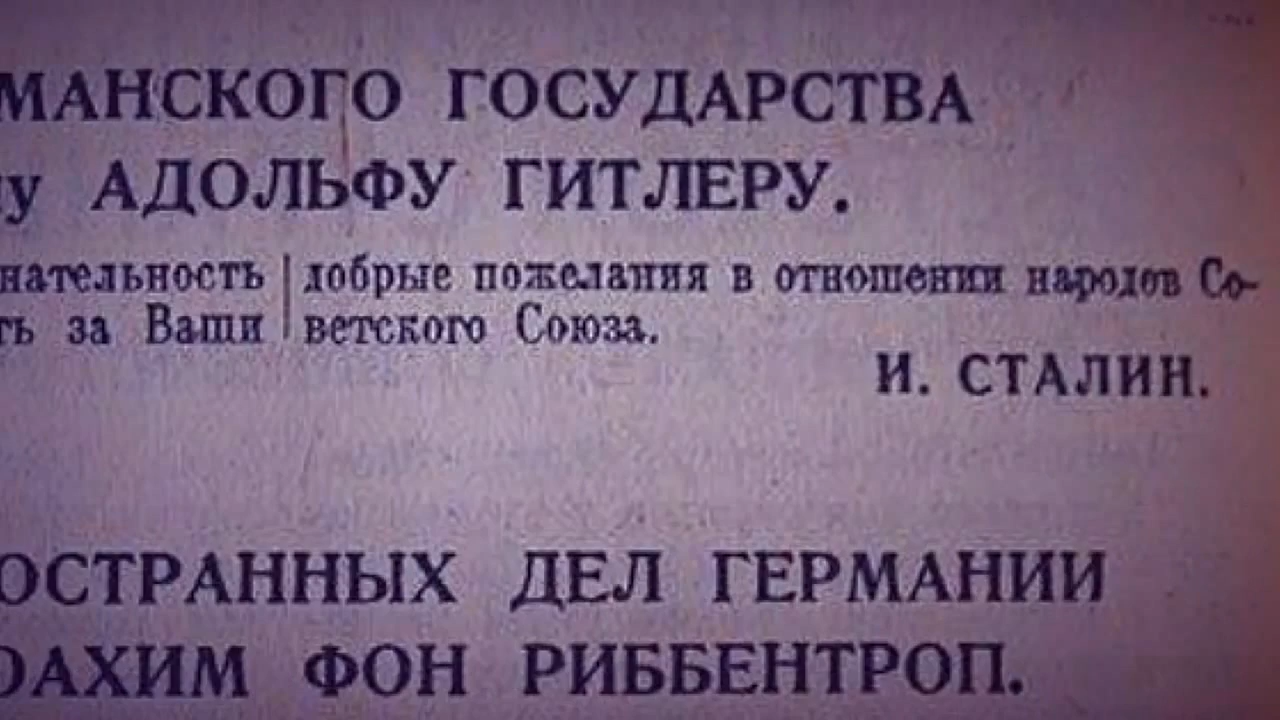 МАНСКОГО ГОСУДАРСТВА
у АДОЛЬФУ ГИТЛЕРУ.
нательность | добрые пожелания в отношении народов Со-
ть за Ваши | ветского Союза.
И. СТАЛИН.
ОСТРАННЫХ ДЕЛ ГЕРМАНИИ
ОАХИМ ФОН РИББЕНТРОП.